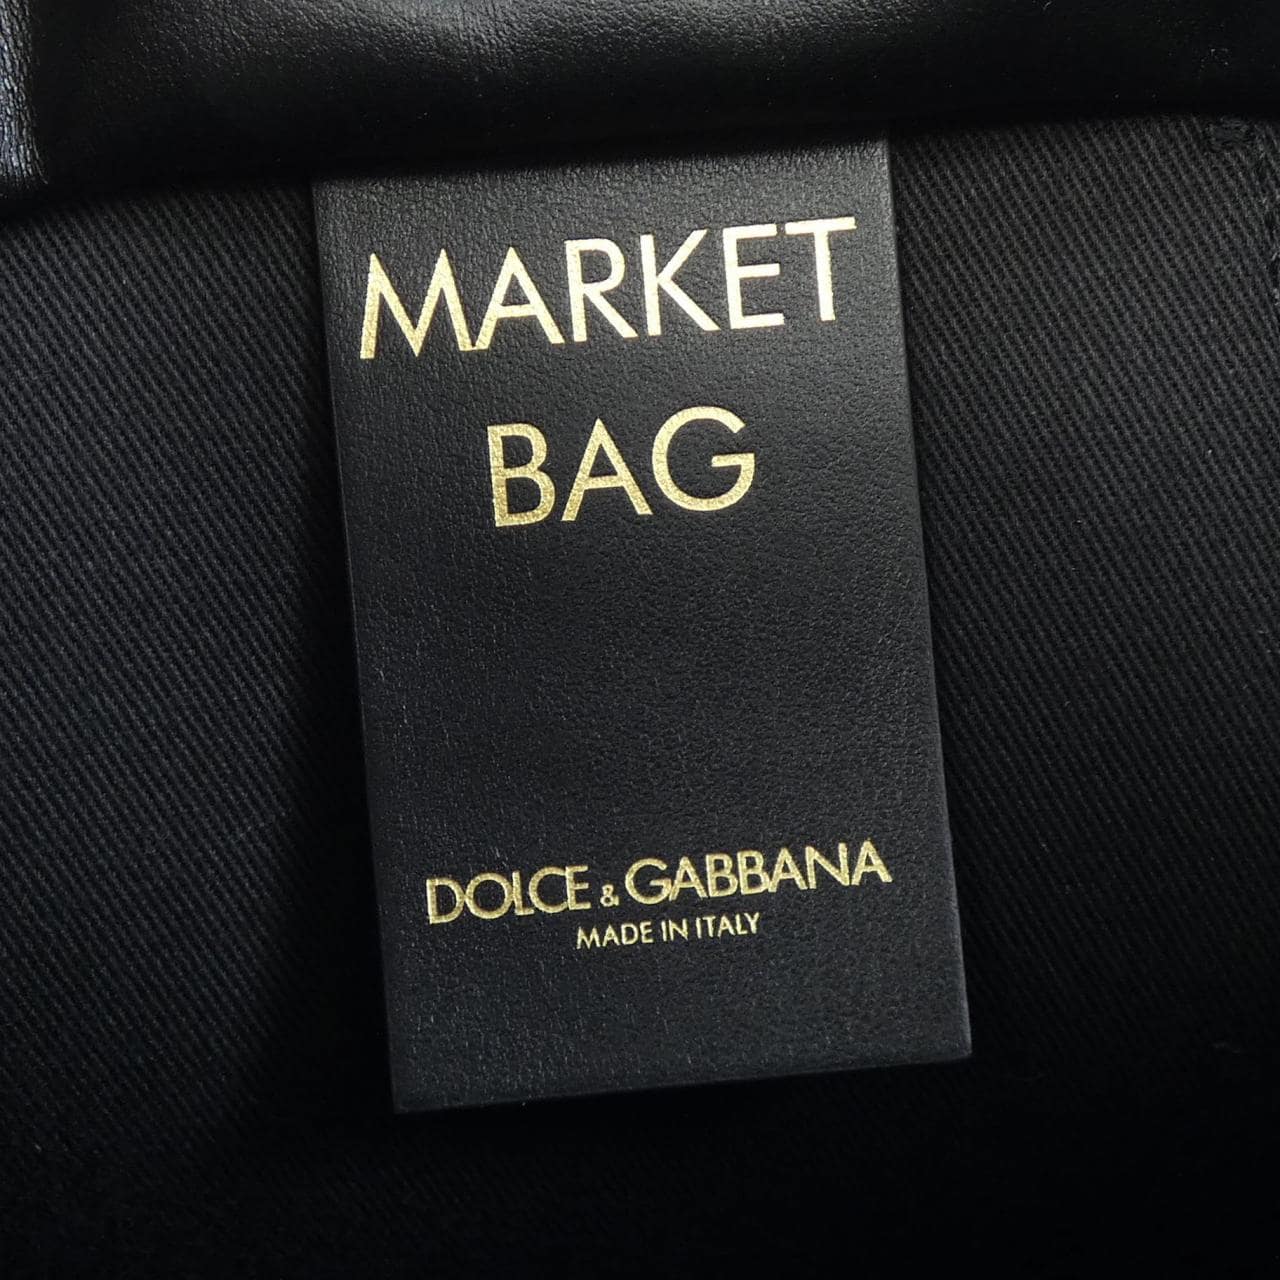 MARKET
BAG
DOLCE & GABBANA
MADE IN ITALY